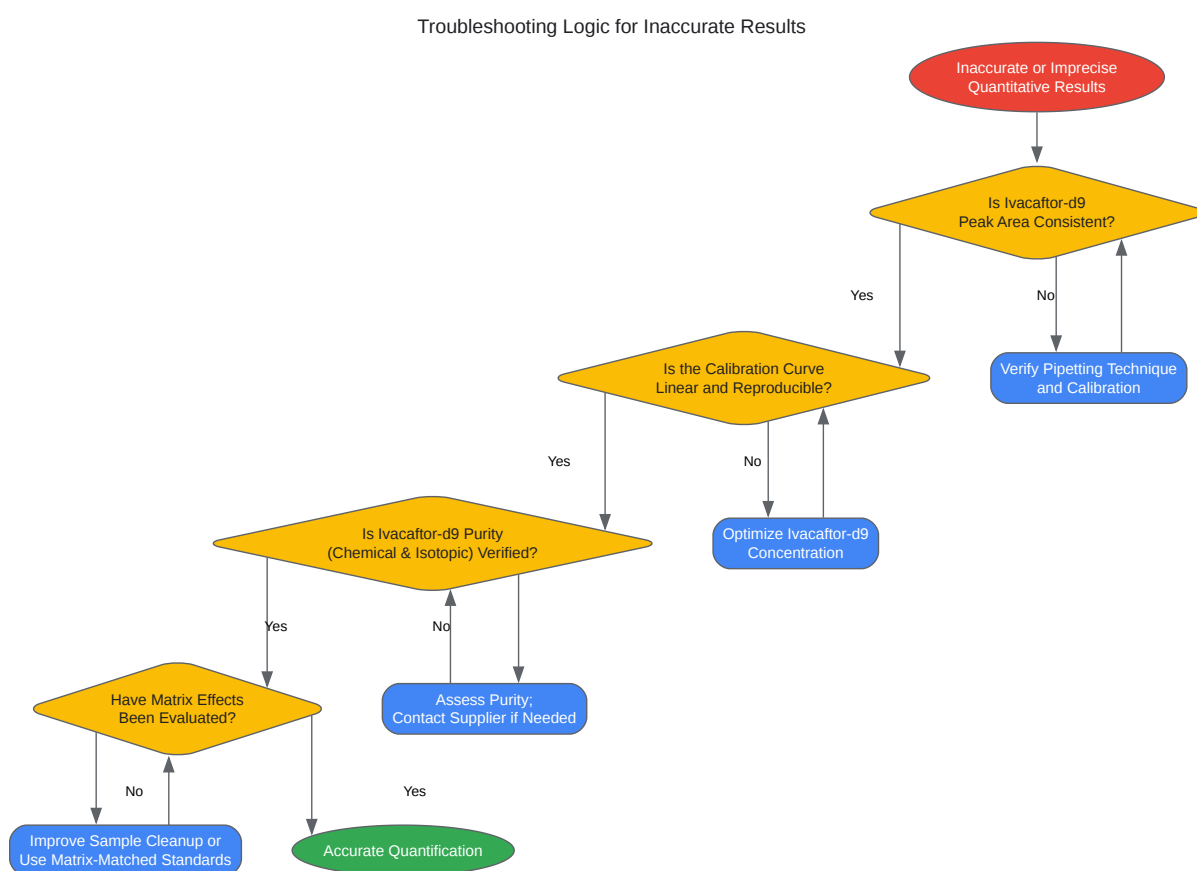 Troubleshooting Logic for Inaccurate Results
Inaccurate or Imprecise
Quantitative Results
Is Ivacaftor-d9
Peak Area Consistent?
Yes
No
Is the Calibration Curve
Linear and Reproducible?
Verify Pipetting Technique
and Calibration
Yes
No
Is Ivacaftor-d9 Purity
(Chemical & Isotopic) Verified?
Optimize Ivacaftor-d9
Concentration
Yes
No
Have Matrix Effects
Been Evaluated?
Assess Purity;
Contact Supplier if Needed
No
Yes
Improve Sample Cleanup or
Use Matrix-Matched Standards
Accurate Quantification